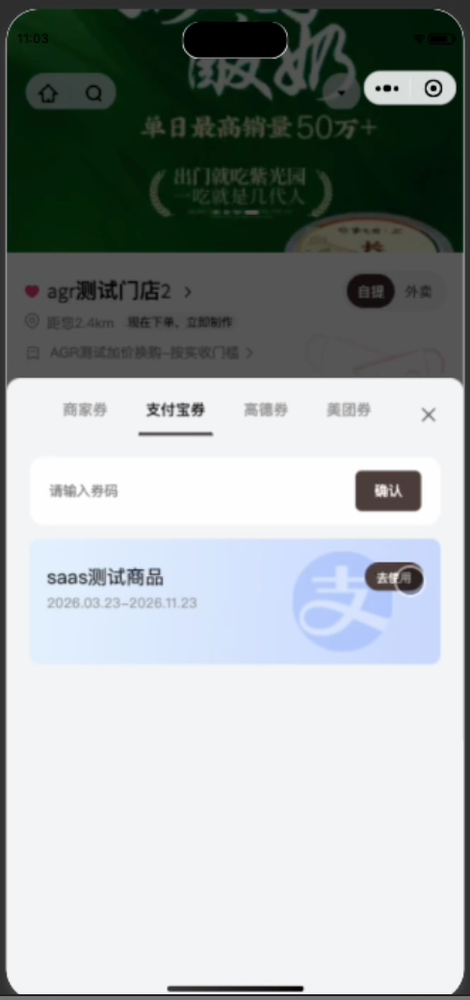 11:03
酸奶
单日最高销量50万+
出门就吃紫光园
一吃就是几代人
agr测试门店2
自提
外卖
距您2.4km 现在下单，立即制作
AGR测试加价换购-按实收门槛
商家券 支付宝券 高德券 美团券
请输入券码
确认
saas测试商品
去使用
2026.03.23-2026.11.23
支